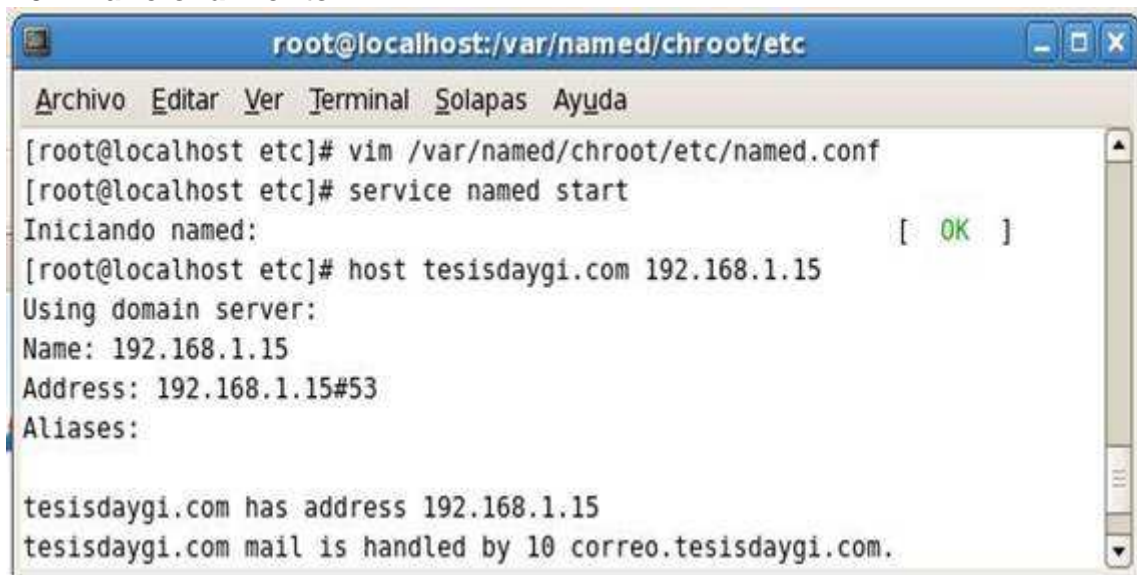 root@localhost:/var/named/chroot/etc
Archivo Editar Ver Terminal Solapas Ayuda
[root@localhost etc]# vim /var/named/chroot/etc/named.conf
[root@localhost etc]# service named start
Iniciando named: [ OK ]
[root@localhost etc]# host tesisdaygi.com 192.168.1.15
Using domain server:
Name: 192.168.1.15
Address: 192.168.1.15#53
Aliases:
tesisdaygi.com has address 192.168.1.15
tesisdaygi.com mail is handled by 10 correo.tesisdaygi.com.